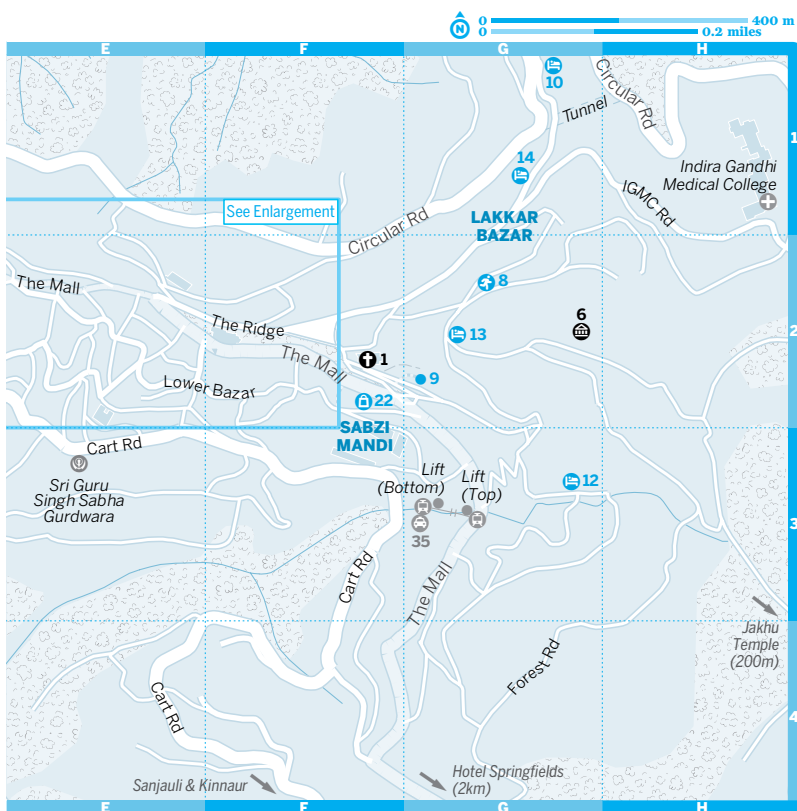 N
0
400 m
0
0.2 miles
E
F
G
H
10
Tunnel
Circular Rd
1
14
Indira Gandhi
Medical College
IGMC Rd
See Enlargement
LAKKAR
BAZAR
Circular Rd
The Mall
8
6
2
The Ridge
13
The Mall
1
9
Lower Bazar
22
SABZI
MANDI
Cart Rd
Sri Guru
Singh Sabha
Gurdwara
Lift
(Bottom)
Lift
(Top)
12
35
3
Cart Rd
The Mall
Jakhu
Temple
(200m)
Forest Rd
Cart Rd
4
Sanjauli & Kinnaur
Hotel Springfields
(2km)
E
F
G
H